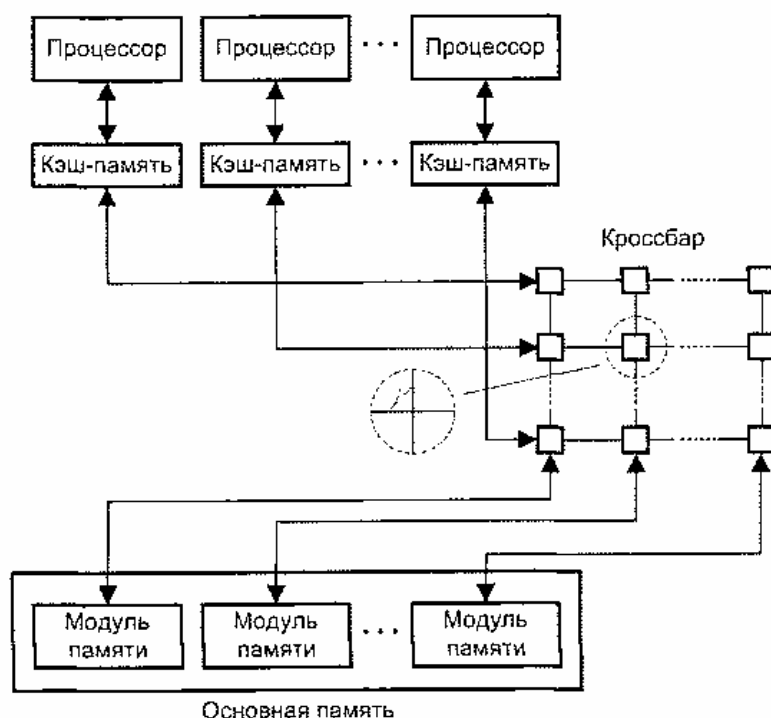 Процессор Процессор ... Процессор
Кэш-память Кэш-память ... Кэш-память
Кроссбар
Модуль памяти Модуль памяти ... Модуль памяти
Основная память